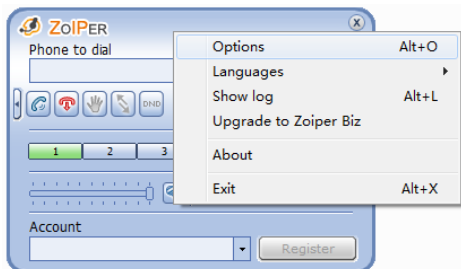 ZOIPER
Phone to dial
DND
1 2 3
Account
Register
Options Alt+O
Languages
Show log Alt+L
Upgrade to Zoiper Biz
About
Exit Alt+X